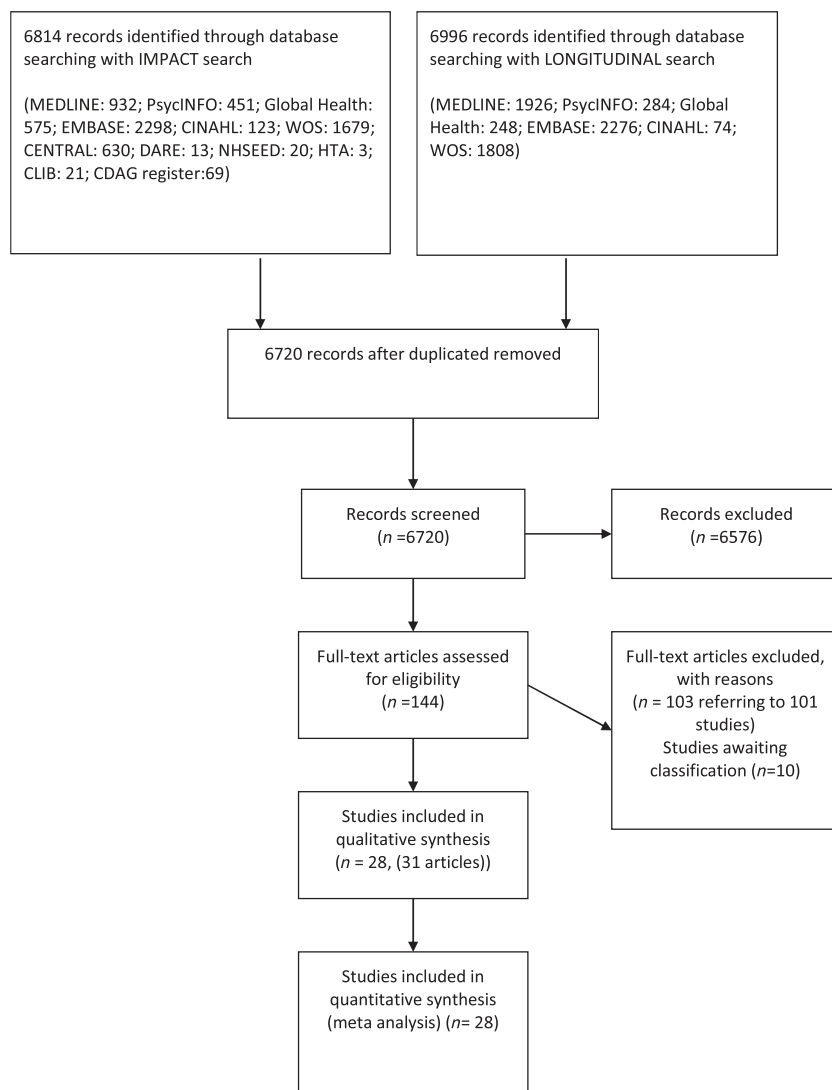 6814 records identified through database
searching with IMPACT search
(MEDLINE: 932; PsycINFO: 451; Global Health:
575; EMBASE: 2298; CINAHL: 123; WOS: 1679;
CENTRAL: 630; DARE: 13; NHSEED: 20; HTA: 3;
CLIB: 21; CDAG register:69)
6996 records identified through database
searching with LONGITUDINAL search
(MEDLINE: 1926; PsycINFO: 284; Global
Health: 248; EMBASE: 2276; CINAHL: 74;
WOS: 1808)
6720 records after duplicated removed
Records screened
(n =6720)
Records excluded
(n =6576)
Full-text articles assessed
for eligibility
(n =144)
Full-text articles excluded,
with reasons
(n = 103 referring to 101
studies)
Studies awaiting
classification (n=10)
Studies included in
qualitative synthesis
(n = 28, (31 articles))
Studies included in
quantitative synthesis
(meta analysis) (n= 28)